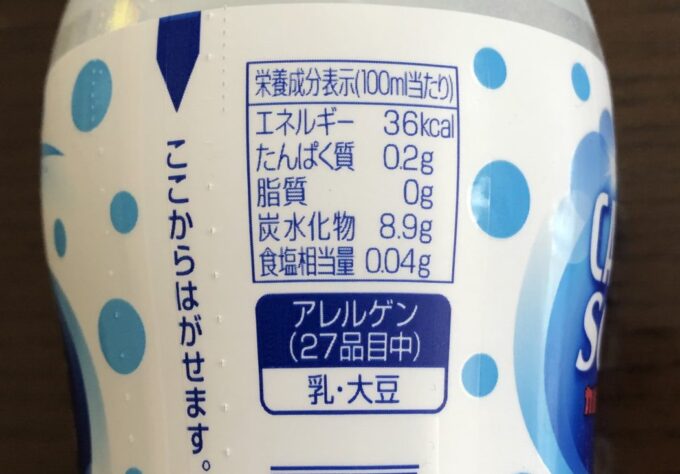 ここからはがせます。
栄養成分表示(100ml当たり)
エネルギー 36kcal
たんぱく質 0.2g
脂質 0g
炭水化物 8.9g
食塩相当量 0.04g
アレルゲン
(27品目中)
乳・大豆